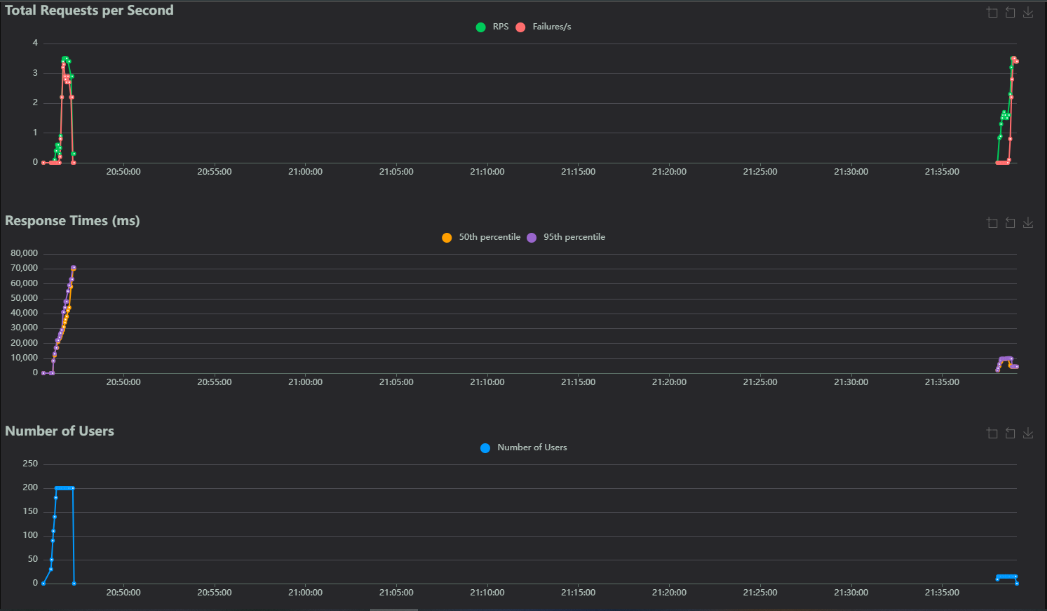 Total Requests per Second
RPS Failures/s
4
3
2
1
0
20:50:00 20:55:00 21:00:00 21:05:00 21:10:00 21:15:00 21:20:00 21:25:00 21:30:00 21:35:00
Response Times (ms)
50th percentile 95th percentile
80,000
70,000
60,000
50,000
40,000
30,000
20,000
10,000
0
20:50:00 20:55:00 21:00:00 21:05:00 21:10:00 21:15:00 21:20:00 21:25:00 21:30:00 21:35:00
Number of Users
Number of Users
250
200
150
100
50
0
20:50:00 20:55:00 21:00:00 21:05:00 21:10:00 21:15:00 21:20:00 21:25:00 21:30:00 21:35:00